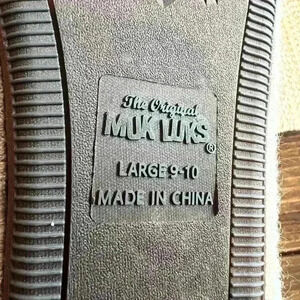 The Original
MUK LUKS®
LARGE 9-10
MADE IN CHINA